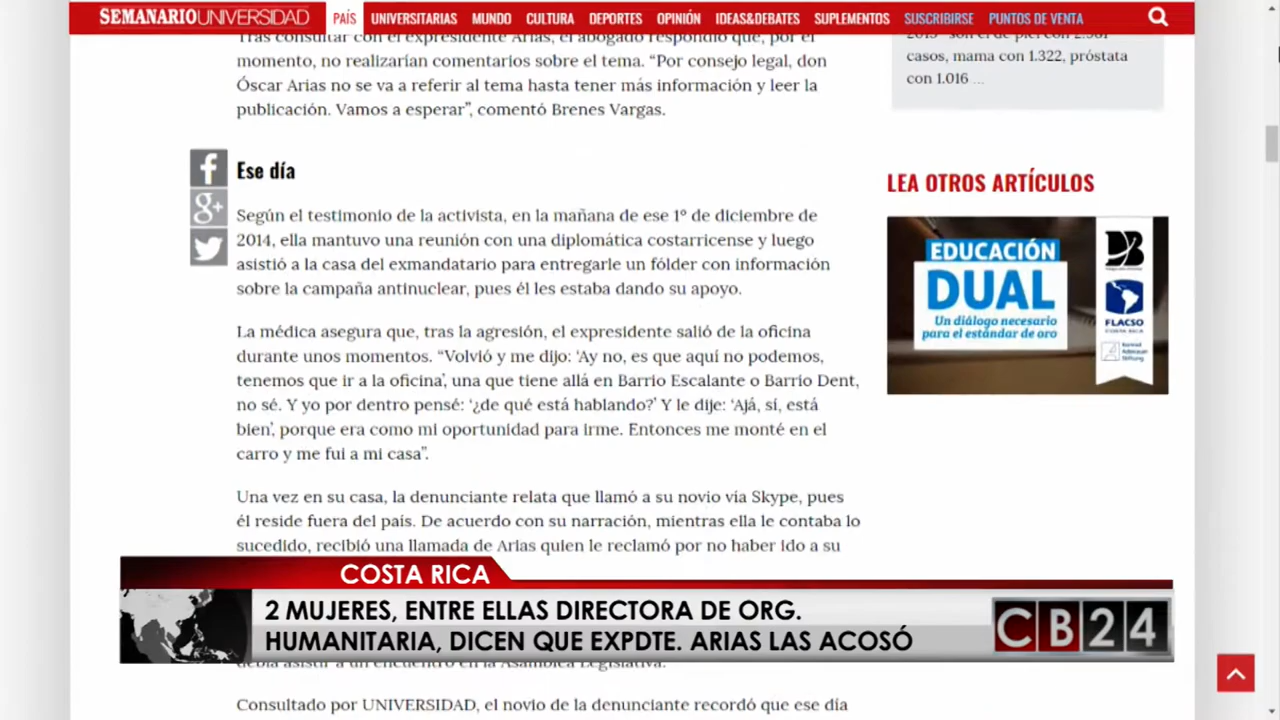 SEMANARIOUNIVERSIDAD
PAÍS UNIVERSITARIAS MUNDO CULTURA DEPORTES OPINIÓN IDEAS&DEBATES SUPLEMENTOS SUSCRIBIRSE PUNTOS DE VENTA
Tras consultar con el expresidente Arias, el abogado respondió que, por el
momento, no realizarían comentarios sobre el tema. “Por consejo legal, don
Óscar Arias no se va a referir al tema hasta tener más información y leer la
publicación. Vamos a esperar”, comentó Brenes Vargas.
casos, mama con 1.322, próstata
con 1.016 ...
Ese día
Según el testimonio de la activista, en la mañana de ese 1° de diciembre de
2014, ella mantuvo una reunión con una diplomática costarricense y luego
asistió a la casa del exmandatario para entregarle un fólder con información
sobre la campaña antinuclear, pues él les estaba dando su apoyo.
La médica asegura que, tras la agresión, el expresidente salió de la oficina
durante unos momentos. “Volvió y me dijo: ‘Ay no, es que aquí no podemos,
tenemos que ir a la oficina’, una que tiene allá en Barrio Escalante o Barrio Dent,
no sé. Y yo por dentro pensé: ‘¿de qué está hablando?’ Y le dije: ‘Ajá, sí, está
bien’, porque era como mi oportunidad para irme. Entonces me monté en el
carro y me fui a mi casa”.
Una vez en su casa, la denunciante relata que llamó a su novio vía Skype, pues
él reside fuera del país. De acuerdo con su narración, mientras ella le contaba lo
sucedido, recibió una llamada de Arias quien le reclamó por no haber ido a su
LEA OTROS ARTÍCULOS
EDUCACIÓN
DUAL
Un diálogo necesario
para el estándar de oro
FLACSO
COSTA RICA
Konrad
Adenauer
Stiftung
COSTA RICA
2 MUJERES, ENTRE ELLAS DIRECTORA DE ORG.
HUMANITARIA, DICEN QUE EXPDTE. ARIAS LAS ACOSÓ
CB24
debía asistir a un encuentro en la Asamblea Legislativa.
Consultado por UNIVERSIDAD, el novio de la denunciante recordó que ese día